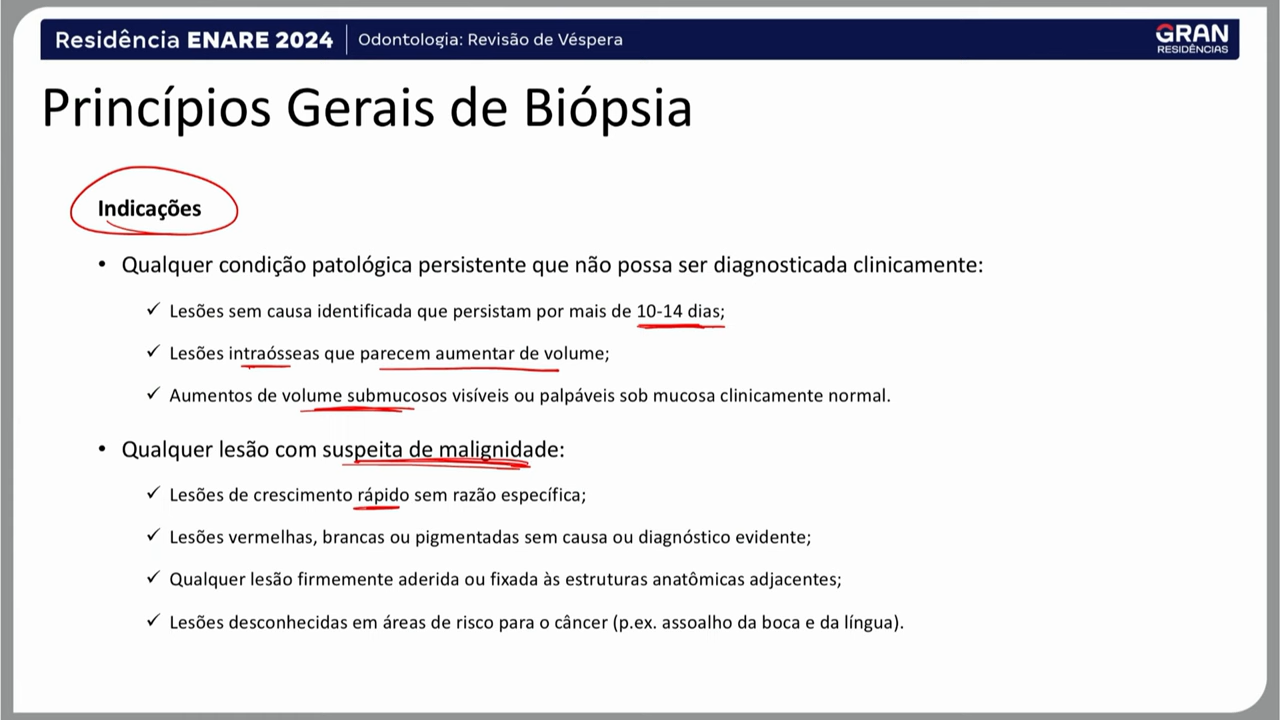 Residência ENARE 2024 | Odontologia: Revisão de Véspera
GRAN
RESIDÊNCIAS
Princípios Gerais de Biópsia
Indicações
• Qualquer condição patológica persistente que não possa ser diagnosticada clinicamente:
✓ Lesões sem causa identificada que persistam por mais de 10-14 dias;
✓ Lesões intraósseas que parecem aumentar de volume;
✓ Aumentos de volume submucosos visíveis ou palpáveis sob mucosa clinicamente normal.
• Qualquer lesão com suspeita de malignidade:
✓ Lesões de crescimento rápido sem razão específica;
✓ Lesões vermelhas, brancas ou pigmentadas sem causa ou diagnóstico evidente;
✓ Qualquer lesão firmemente aderida ou fixada às estruturas anatômicas adjacentes;
✓ Lesões desconhecidas em áreas de risco para o câncer (p.ex. assoalho da boca e da língua).